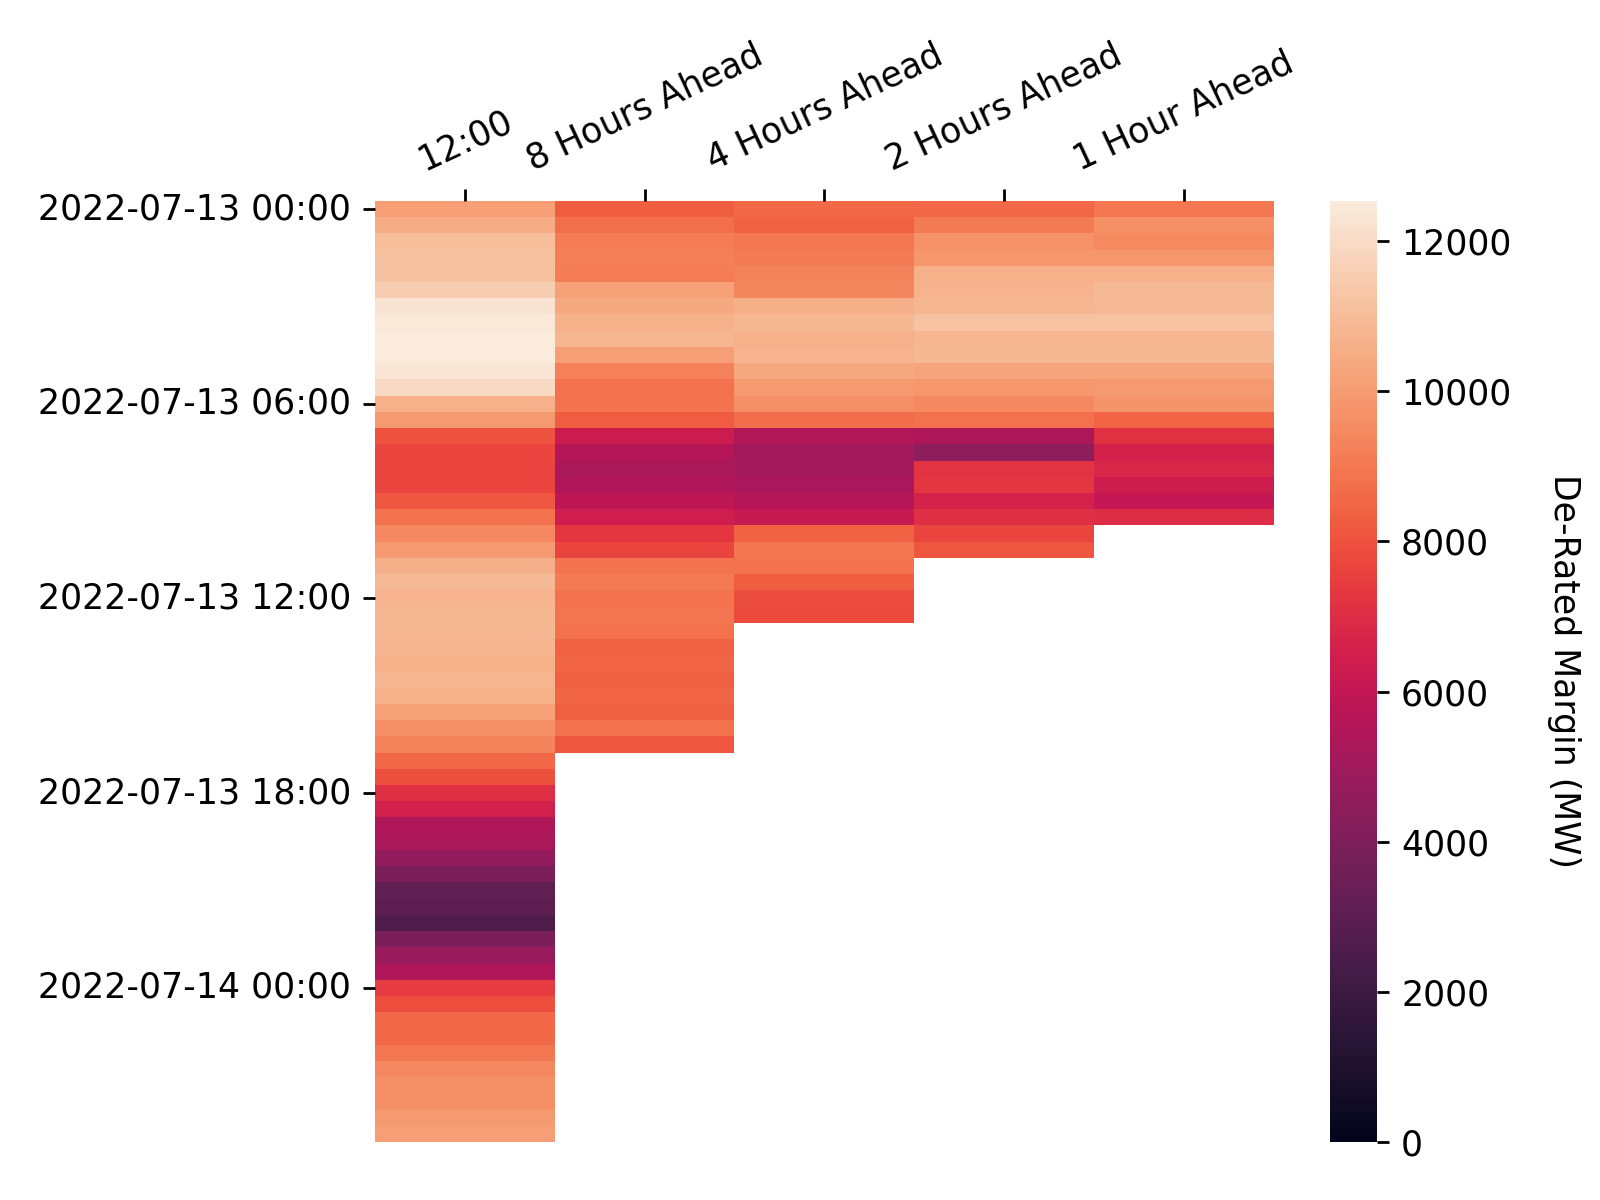 12:00
8 Hours Ahead
4 Hours Ahead
2 Hours Ahead
1 Hour Ahead
2022-07-13 00:00
2022-07-13 06:00
2022-07-13 12:00
2022-07-13 18:00
2022-07-14 00:00
12000
10000
8000
6000
4000
2000
0
De-Rated Margin (MW)